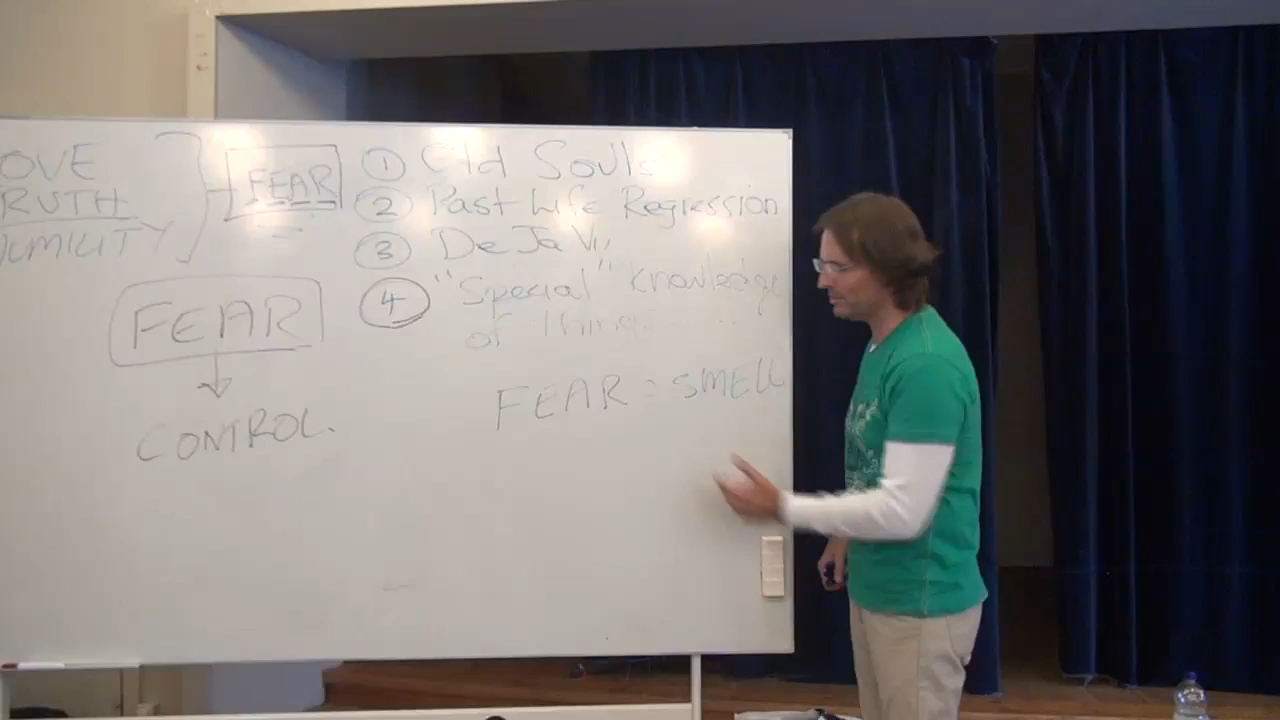 OVE
RUTH
UMILITY
FEAR
① Old Souls
② Past Life Regression
③ DeJa Vu
④ "Special" knowledge
of Things
FEAR
CONTROL.
FEAR = SMELL